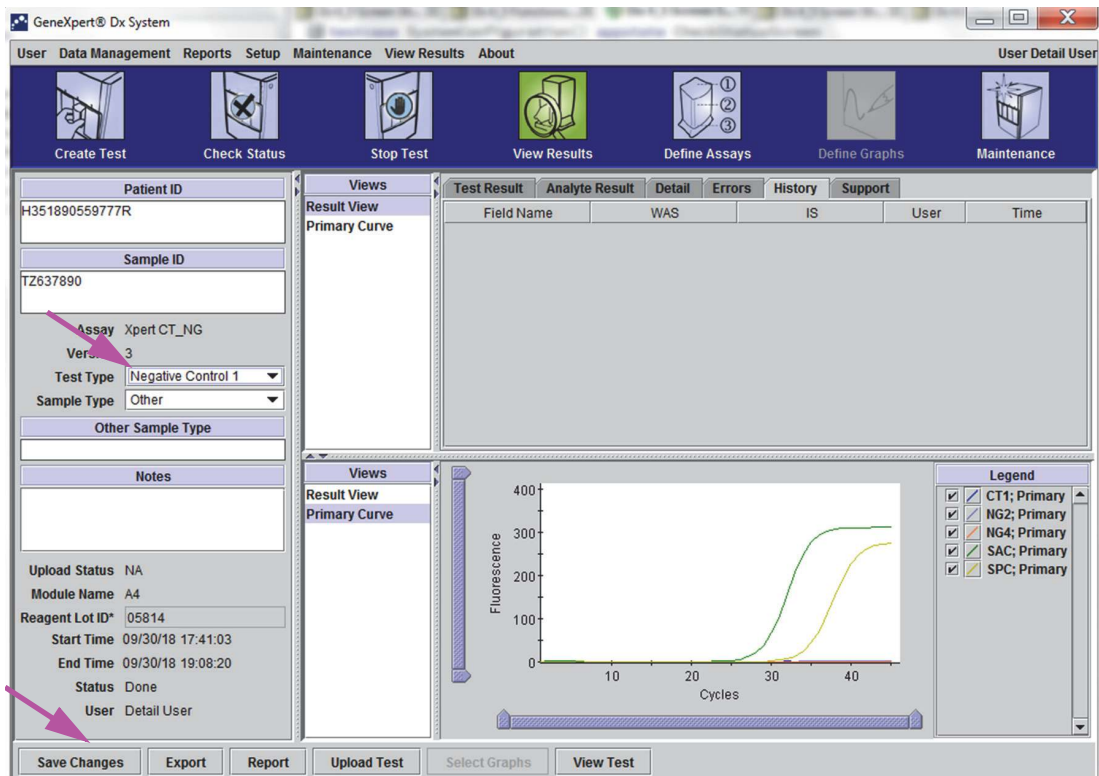 GeneXpert® Dx System
User Data Management Reports Setup Maintenance View Results About User Detail User
Create Test Check Status Stop Test View Results Define Assays Define Graphs Maintenance
1
2
3
Patient ID
H351890559777R
Sample ID
TZ637890
Assay Xpert CT_NG
3
Test Type Negative Control 1
Sample Type Other
Other Sample Type
Notes
Upload Status NA
Module Name A4
Reagent Lot ID* 05814
Start Time 09/30/18 17:41:03
End Time 09/30/18 19:08:20
Status Done
User Detail User
Views
Result View
Primary Curve
Test Result Analyte Result Detail Errors History Support
Field Name WAS IS User Time
Views
Result View
Primary Curve
400
300
200
100
0
Fluorescence
10 20 30 40
Cycles
Legend
CT1; Primary
NG2; Primary
NG4; Primary
SAC; Primary
SPC; Primary
Save Changes Export Report Upload Test Select Graphs View Test